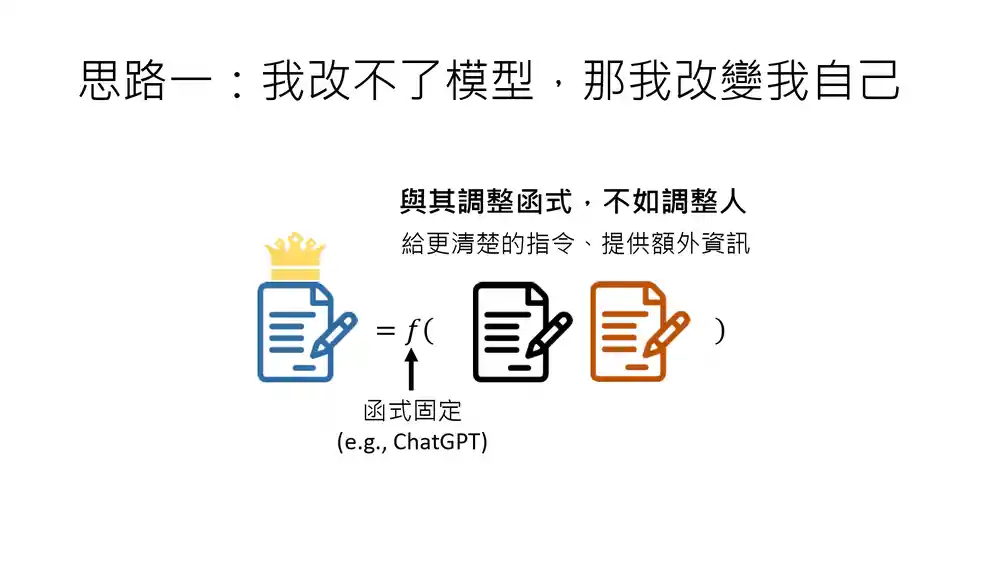 思路一：我改不了模型，那我改變我自己
與其調整函式，不如調整人
給更清楚的指令、提供額外資訊
= f( )
函式固定
(e.g., ChatGPT)